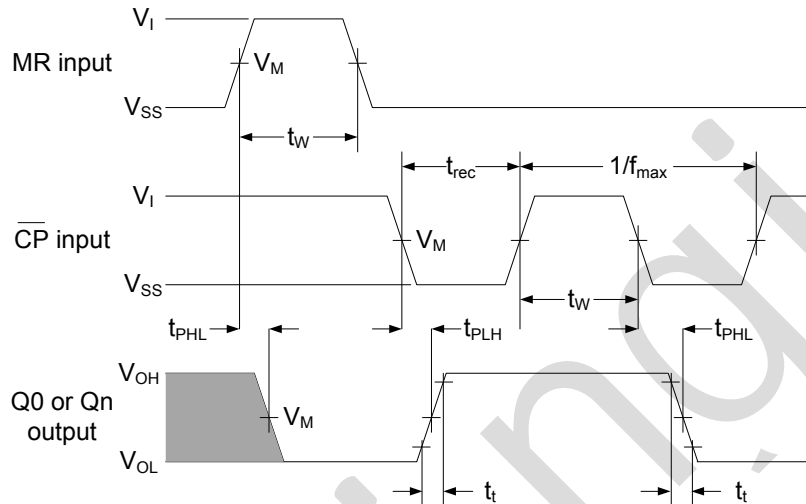 V_I
MR input
V_M
V_SS
t_W
t_rec
1/f_max
V_I
CP̅ input
V_M
V_SS
t_W
t_PHL
t_PLH
t_PHL
V_OH
Q0 or Qn
output
V_M
V_OL
t_t
t_t